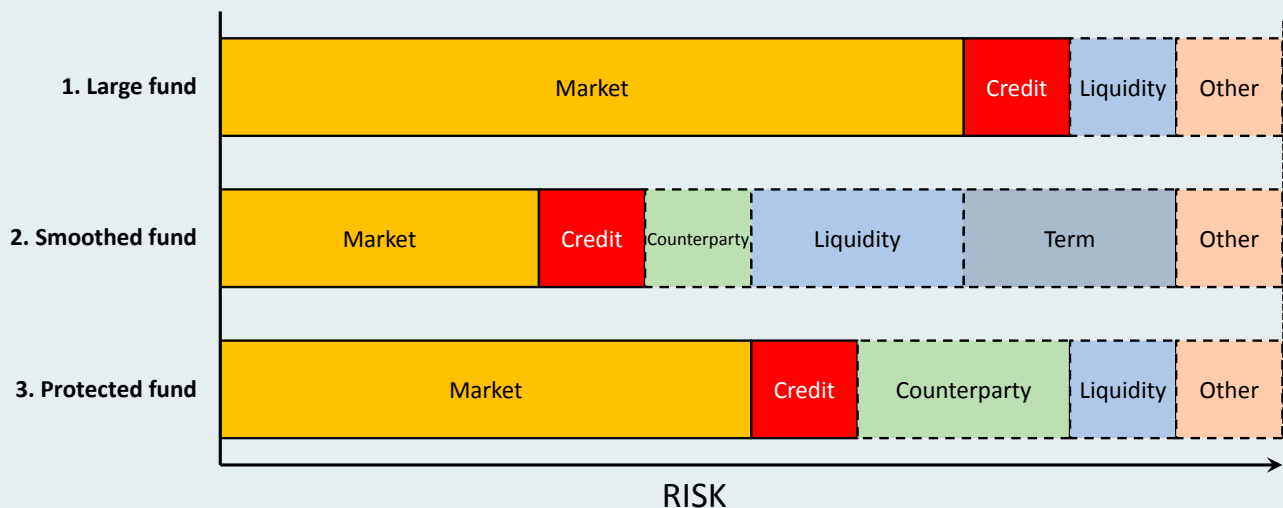 1. Large fund
Market
Credit
Liquidity
Other
2. Smoothed fund
Market
Credit
Counterparty
Liquidity
Term
Other
3. Protected fund
Market
Credit
Counterparty
Liquidity
Other
RISK